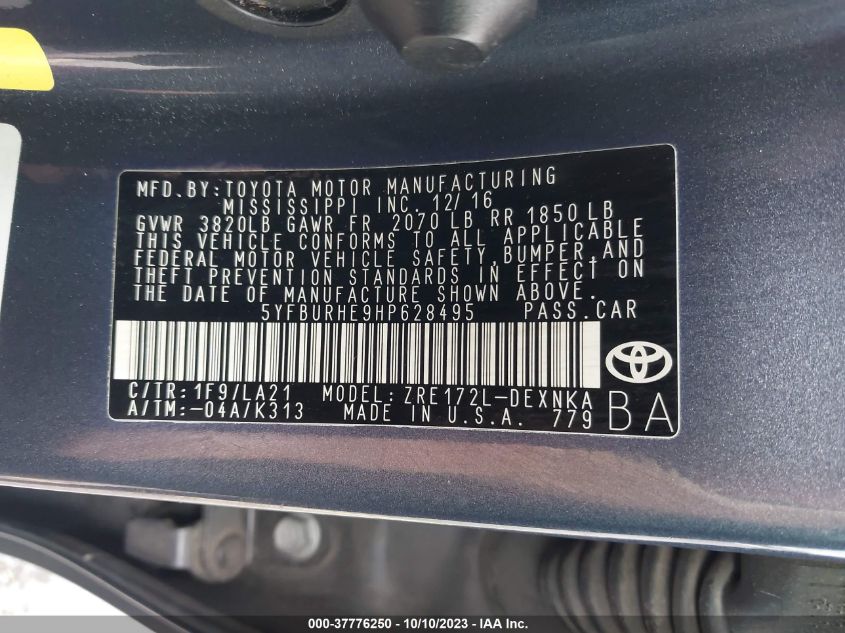 MFD.BY:TOYOTA MOTOR MANUFACTURING
MISSISSIPPI INC. 12/16
GVWR 3820LB GAWR FR 2070 LB RR 1850 LB
THIS VEHICLE CONFORMS TO ALL APPLICABLE
FEDERAL MOTOR VEHICLE SAFETY,BUMPER,AND
THEFT PREVENTION STANDARDS IN EFFECT ON
THE DATE OF MANUFACTURE SHOWN ABOVE.
5YFBURHE9HP628495 PASS.CAR
C/TR:1F9/LA21 MODEL:ZRE172L-DEXNKA
A/TM:-04A/K313 MADE IN U.S.A. 779
BA
000-37776250 - 10/10/2023 - IAA Inc.